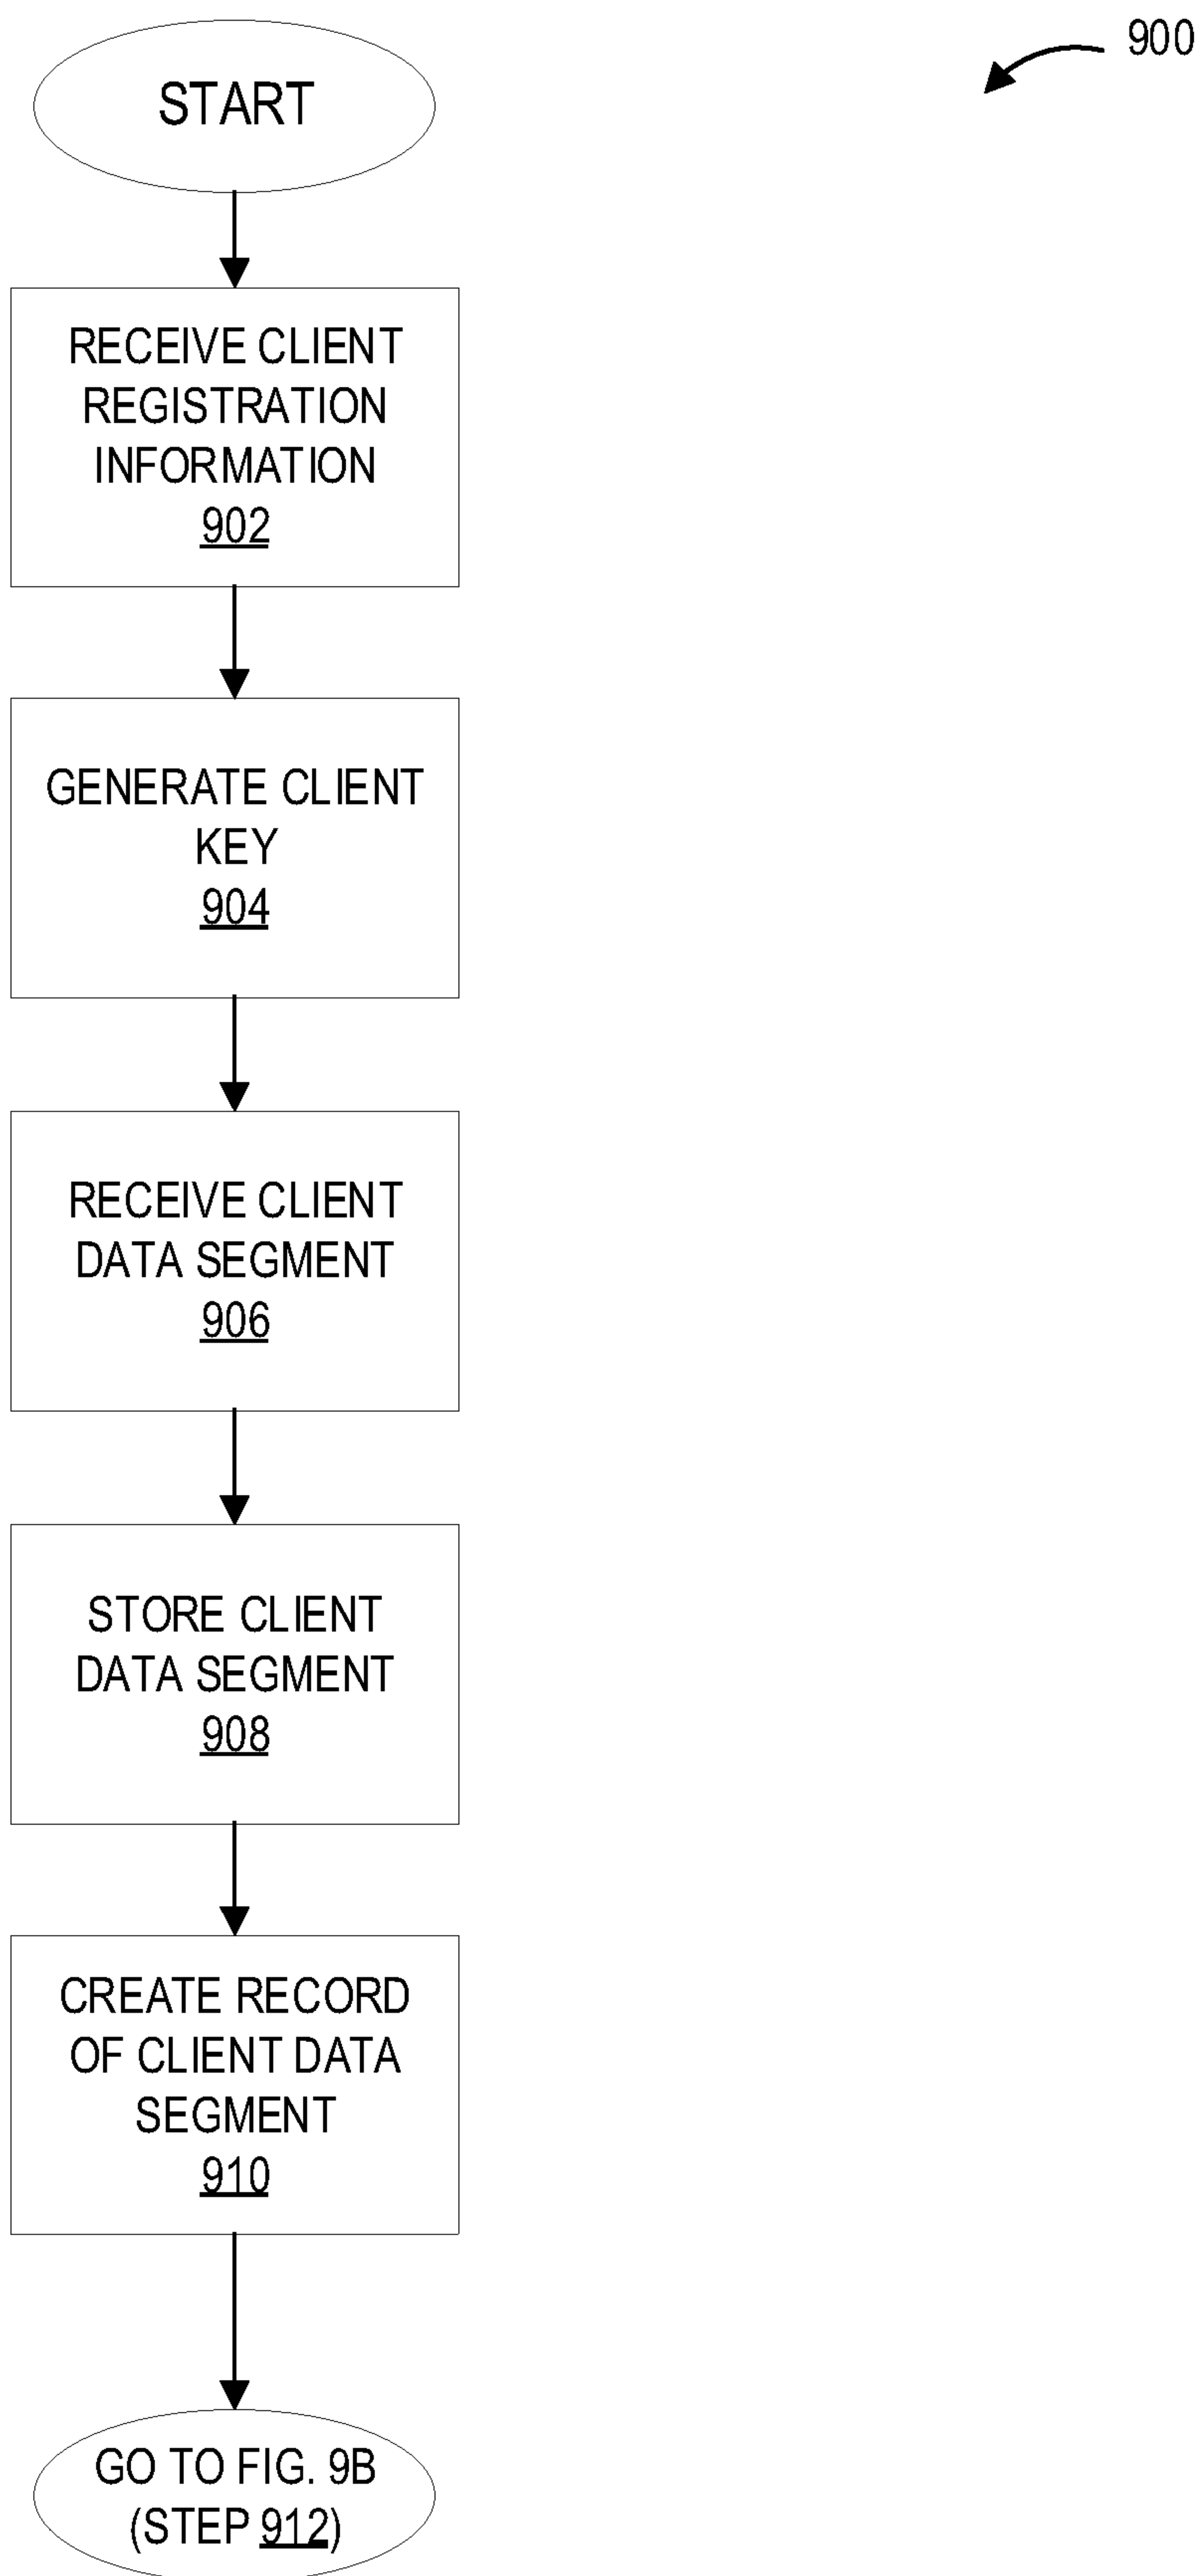 START
900
RECEIVE CLIENT
REGISTRATION
INFORMATION
902
GENERATE CLIENT
KEY
904
RECEIVE CLIENT
DATA SEGMENT
906
STORE CLIENT
DATA SEGMENT
908
CREATE RECORD
OF CLIENT DATA
SEGMENT
910
GO TO FIG. 9B
(STEP 912)